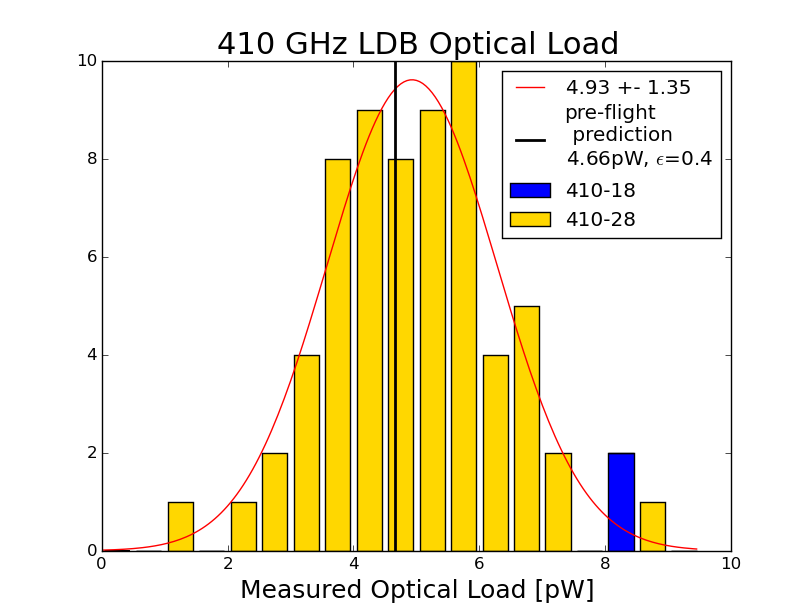 410 GHz LDB Optical Load
10
8
6
4
2
0
0 2 4 6 8 10
Measured Optical Load [pW]
4.93 +- 1.35
pre-flight
prediction
4.66pW, ϵ=0.4
410-18
410-28